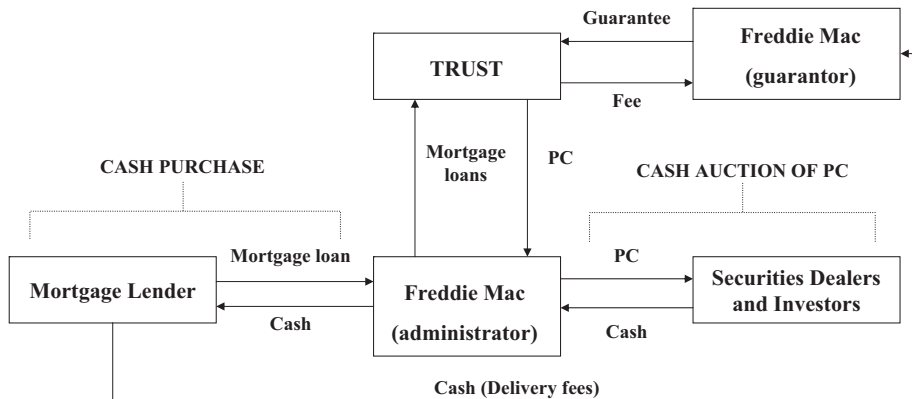 Guarantee
Freddie Mac
(guarantor)
TRUST
Fee
Mortgage
loans
PC
CASH PURCHASE
CASH AUCTION OF PC
Mortgage loan
PC
Mortgage Lender
Freddie Mac
(administrator)
Securities Dealers
and Investors
Cash
Cash
Cash (Delivery fees)